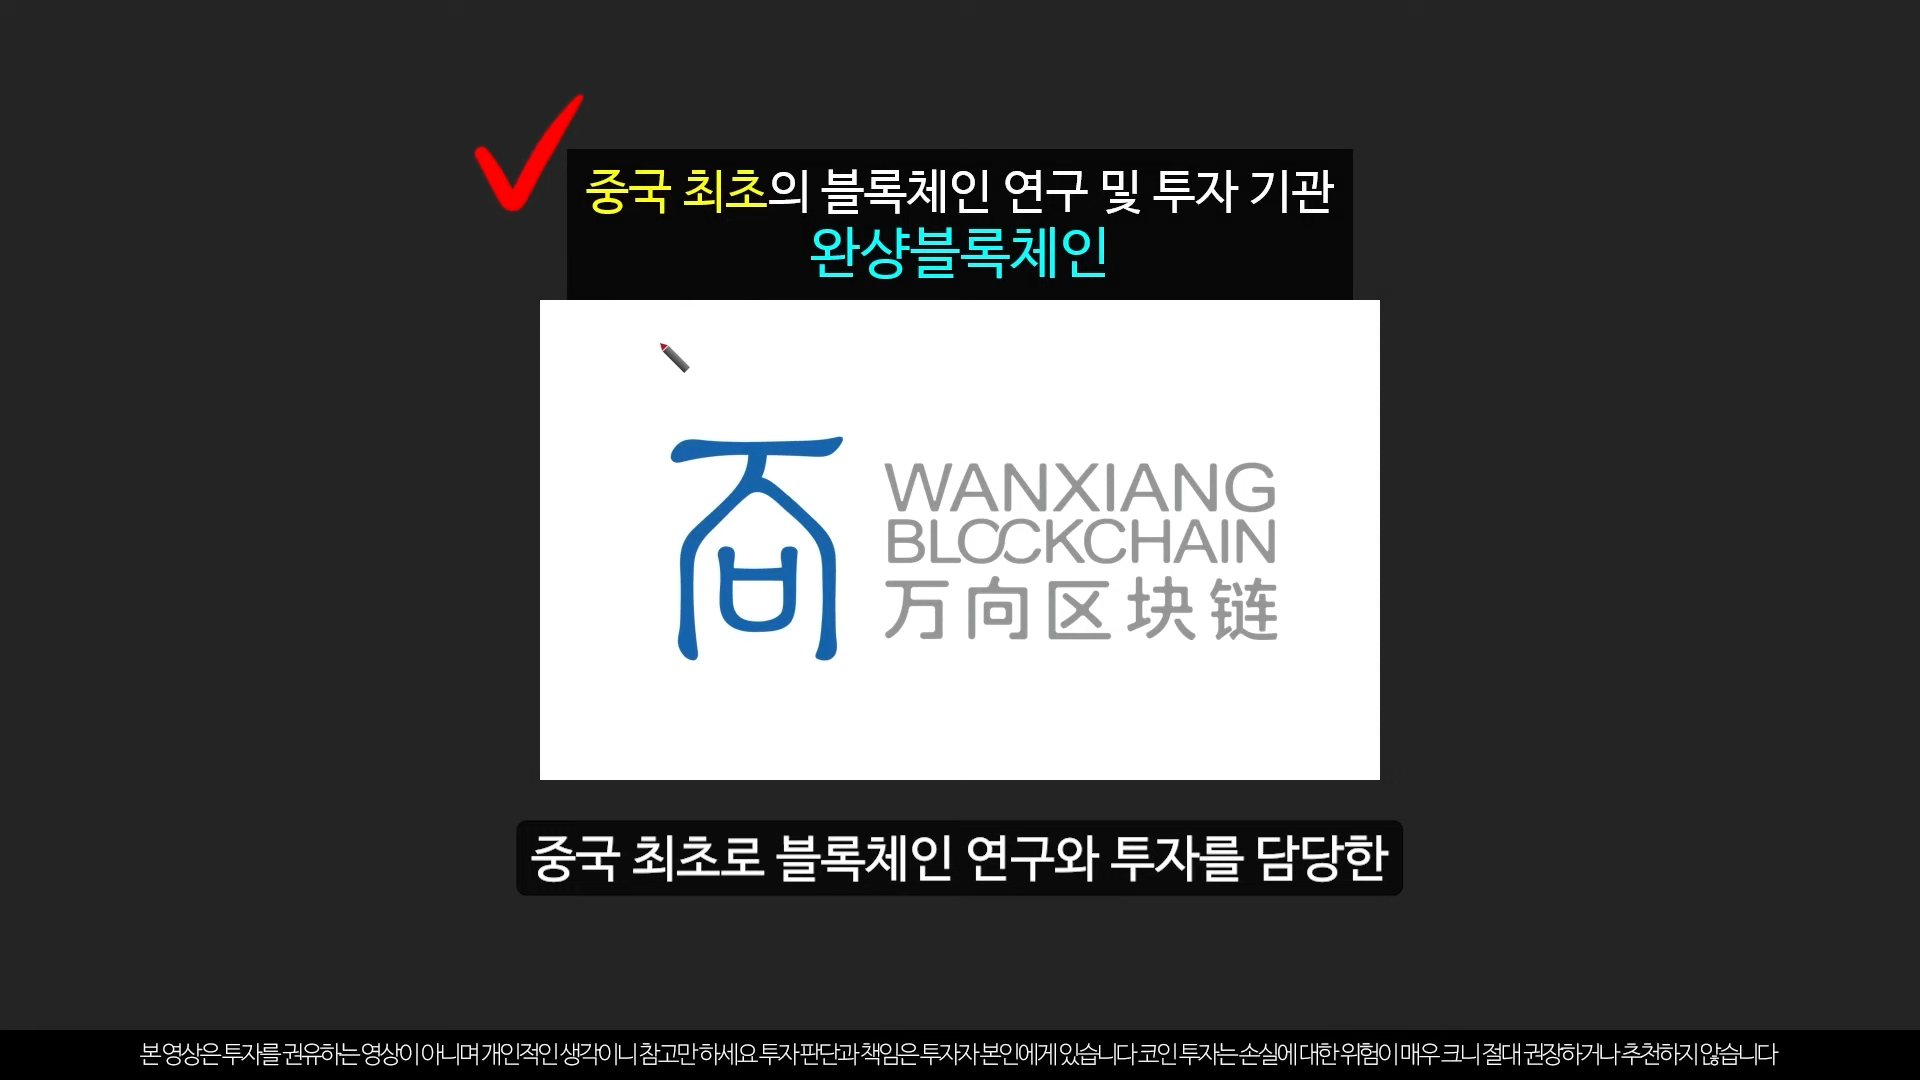 중국 최초의 블록체인 연구 및 투자 기관
완샹블록체인
WANXIANG
BLOCKCHAIN
万向区块链
중국 최초로 블록체인 연구와 투자를 담당한
본 영상은 투자를 권유하는 영상이 아니며 개인적인 생각이니 참고만 하세요 투자 판단과 책임은 투자자 본인에게 있습니다 코인 투자는 손실에 대한 위험이 매우 크니 절대 권장하거나 추천하지 않습니다